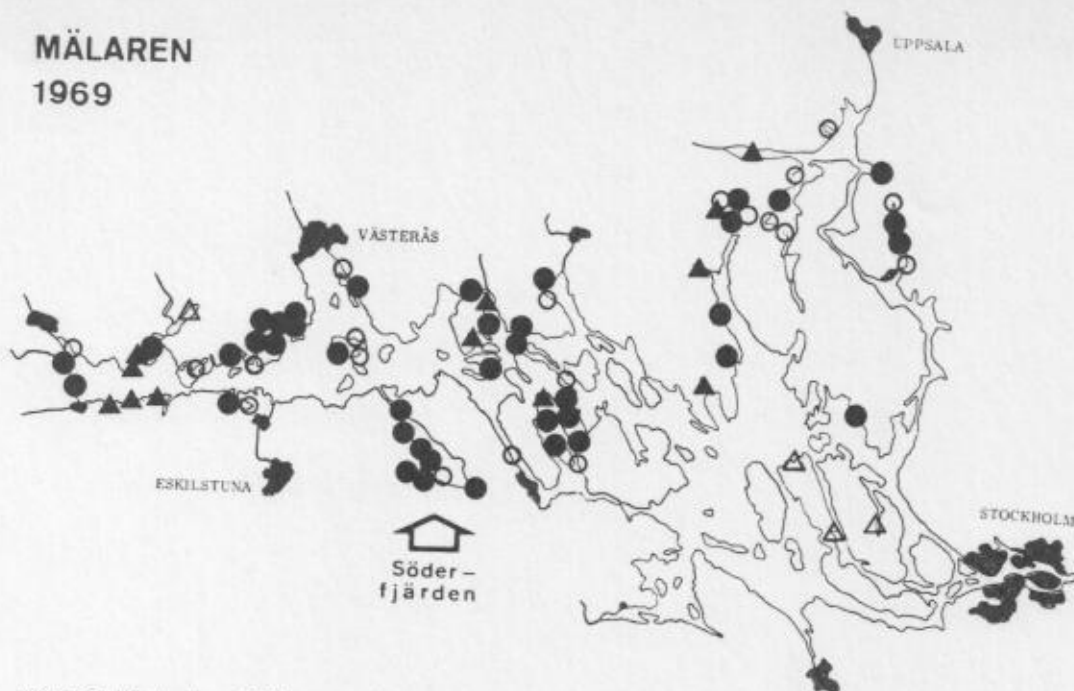 MÄLAREN
1969
UPPSALA
VÄSTERÅS
ESKILSTUNA
STOCKHOLM
Söder-
fjärden